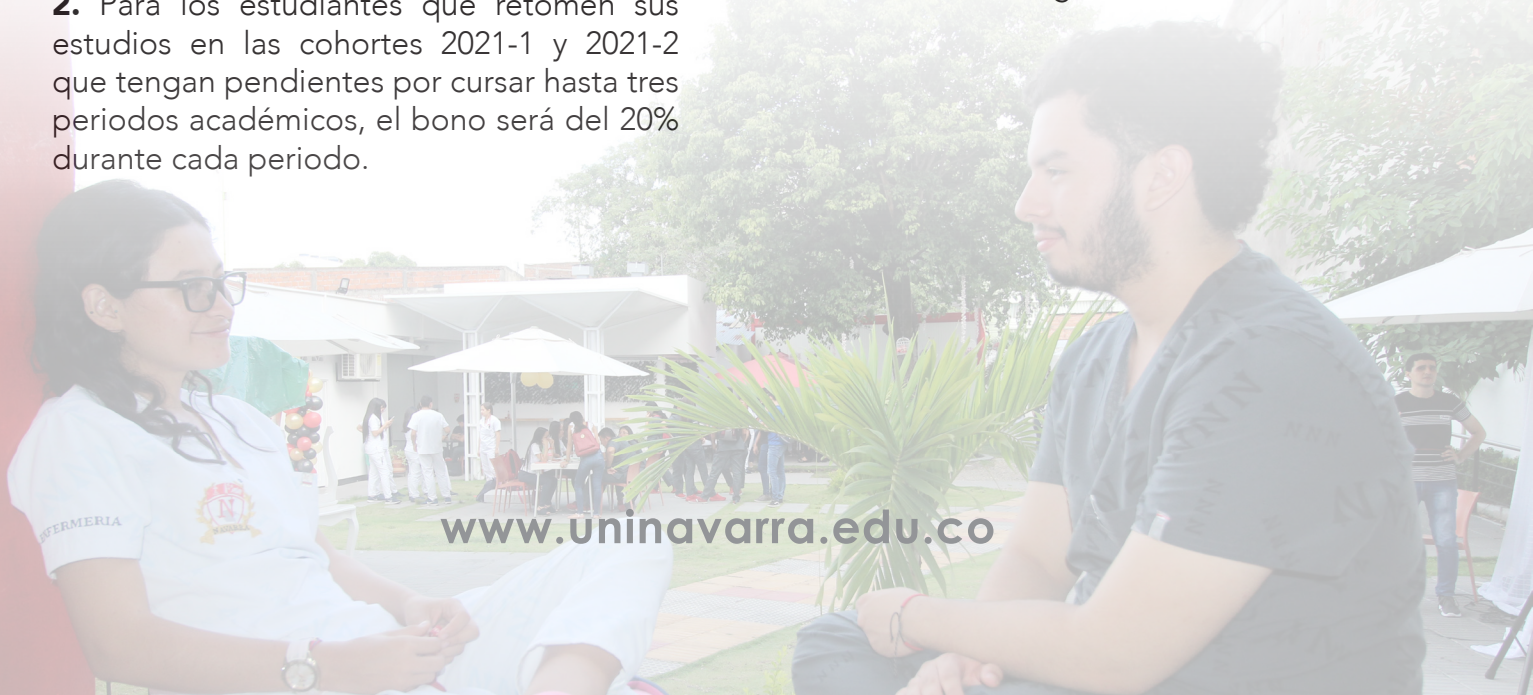 2. Para los estudiantes que retomen sus
estudios en las cohortes 2021-1 y 2021-2
que tengan pendientes por cursar hasta tres
periodos académicos, el bono será del 20%
durante cada periodo.
N
www.uninavarra.edu.co